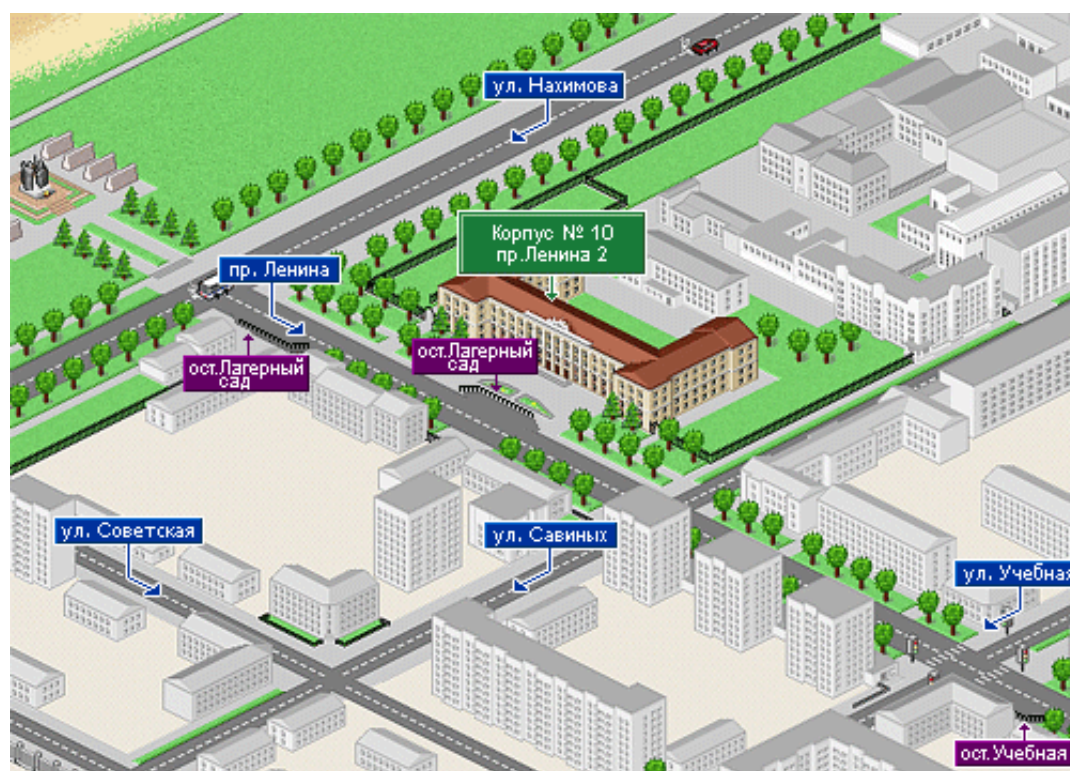 ул. Нахимова
Корпус № 10
пр.Ленина 2
пр. Ленина
ост.Лагерный
сад
ост.Лагерный
сад
ул. Советская
ул. Савиных
ул. Учебная
ост.Учебная